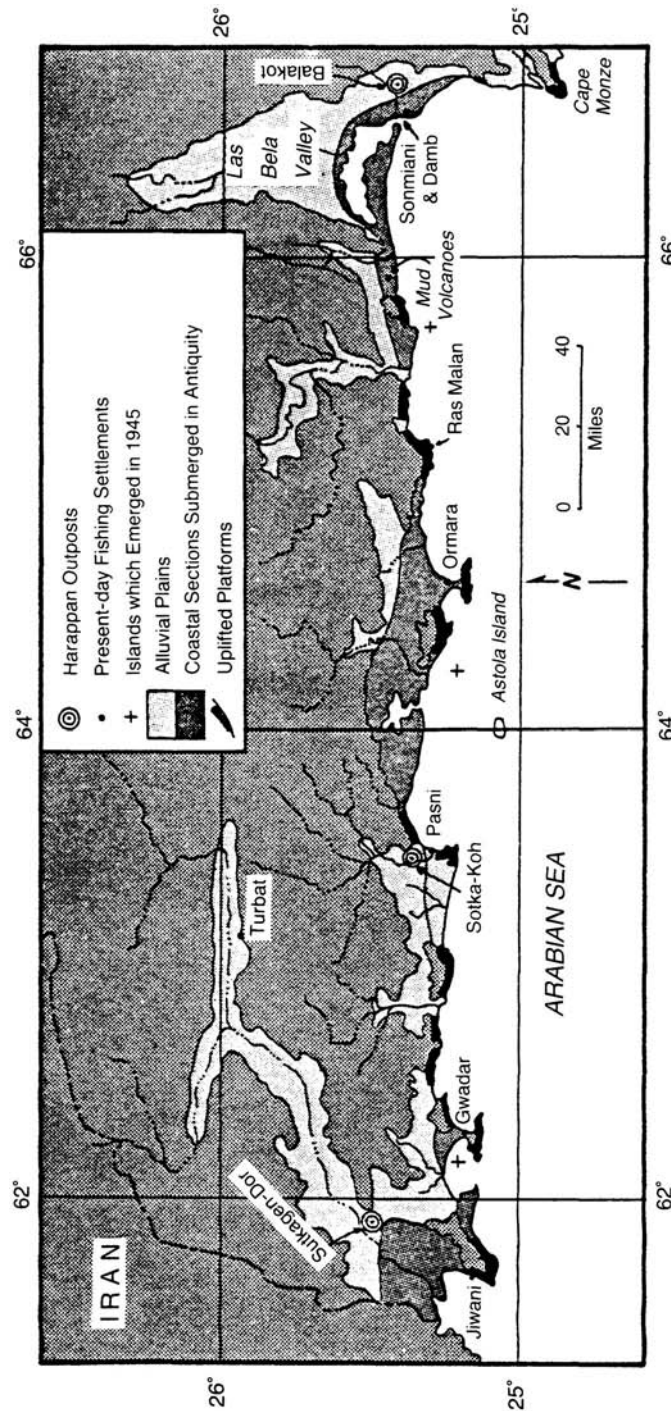 62°
64°
66°
26°
26°
25°
25°
IRAN
Harappan Outposts
Present-day Fishing Settlements
Islands which Emerged in 1945
Alluvial Plains
Coastal Sections Submerged in Antiquity
Uplifted Platforms
Las
Bela
Valley
Balakot
Sutkagen-Dor
Turbat
Jiwani
Gwadar
Sotka-Koh
Pasni
Astola Island
Ormara
Ras Malan
Mud
Volcanoes
Sonmiani
& Damb
Cape
Monze
ARABIAN SEA
N
0 20 40
Miles